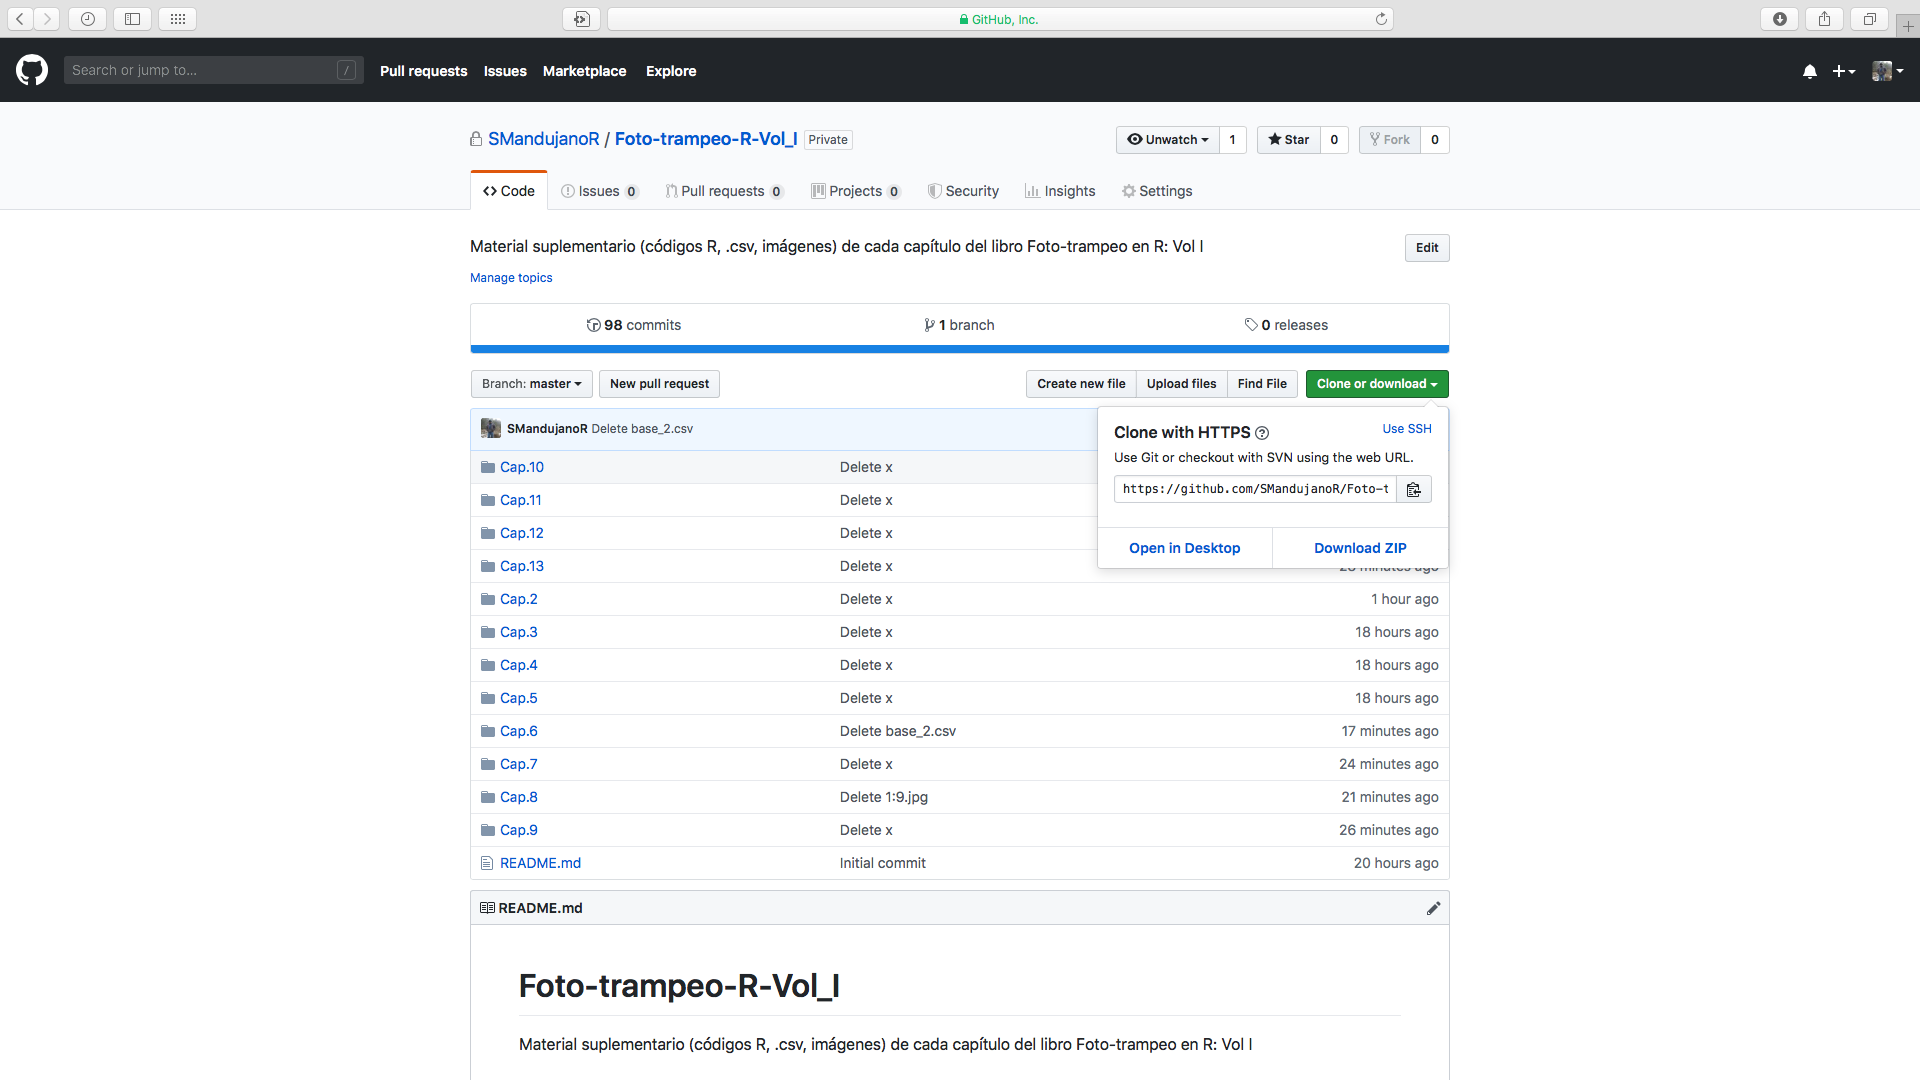 GitHub, Inc.
Search or jump to... / Pull requests Issues Marketplace Explore
SMandujanoR / Foto-trampeo-R-Vol_I Private Unwatch 1 Star 0 Fork 0
Code Issues 0 Pull requests 0 Projects 0 Security Insights Settings
Material suplementario (códigos R, .csv, imágenes) de cada capítulo del libro Foto-trampeo en R: Vol I Edit
Manage topics
98 commits 1 branch 0 releases
Branch: master New pull request Create new file Upload files Find File Clone or download
SMandujanoR Delete base_2.csv
Clone with HTTPS Use SSH
Use Git or checkout with SVN using the web URL.
https://github.com/SMandujanoR/Foto-t
Open in Desktop Download ZIP
Cap.10 Delete x
Cap.11 Delete x
Cap.12 Delete x
Cap.13 Delete x minutes ago
Cap.2 Delete x 1 hour ago
Cap.3 Delete x 18 hours ago
Cap.4 Delete x 18 hours ago
Cap.5 Delete x 18 hours ago
Cap.6 Delete base_2.csv 17 minutes ago
Cap.7 Delete x 24 minutes ago
Cap.8 Delete 1:9.jpg 21 minutes ago
Cap.9 Delete x 26 minutes ago
README.md Initial commit 20 hours ago
README.md
Foto-trampeo-R-Vol_I
Material suplementario (códigos R, .csv, imágenes) de cada capítulo del libro Foto-trampeo en R: Vol I